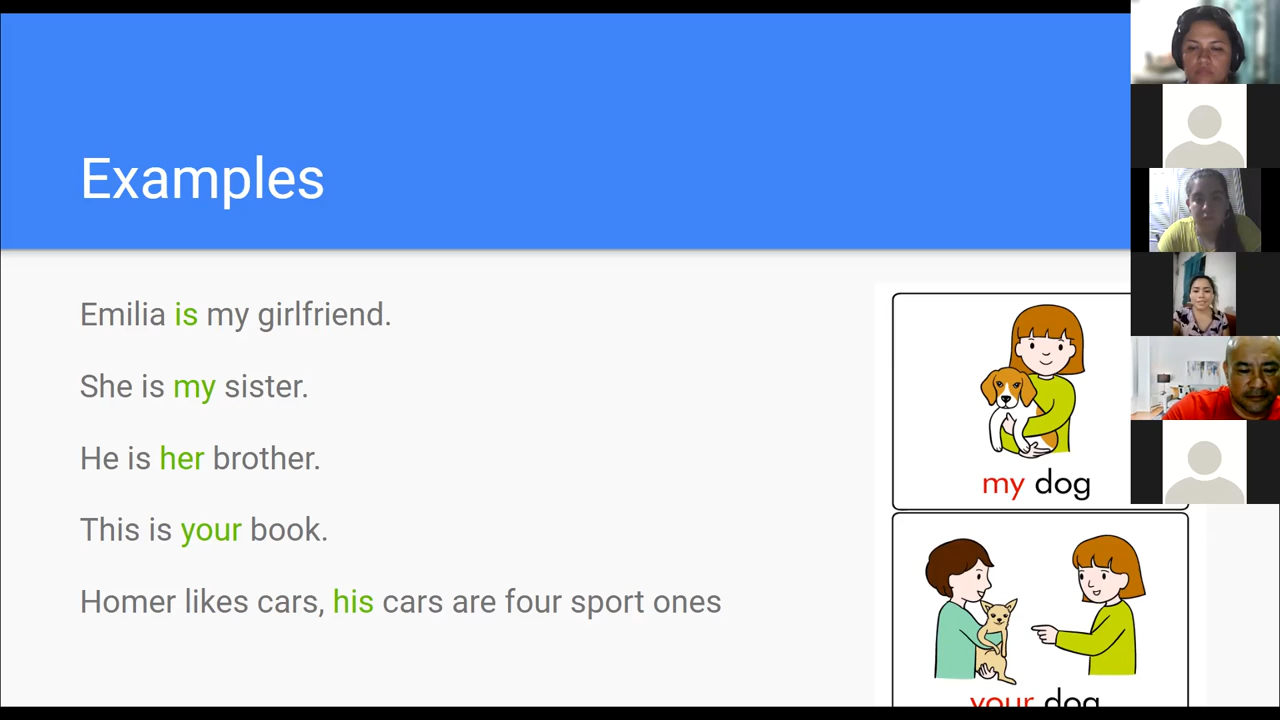 Examples
Emilia is my girlfriend.
She is my sister.
He is her brother.
This is your book.
Homer likes cars, his cars are four sport ones
my dog
your dog